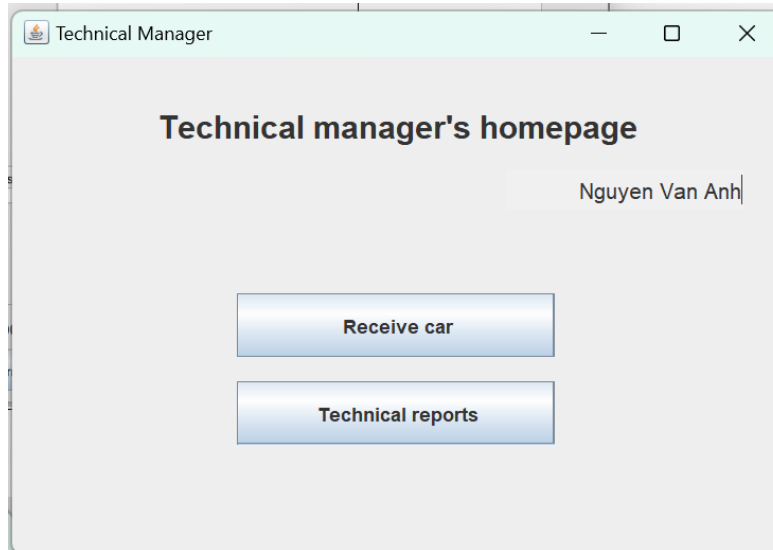 Technical Manager
Technical manager's homepage
Nguyen Van Anh
Receive car
Technical reports